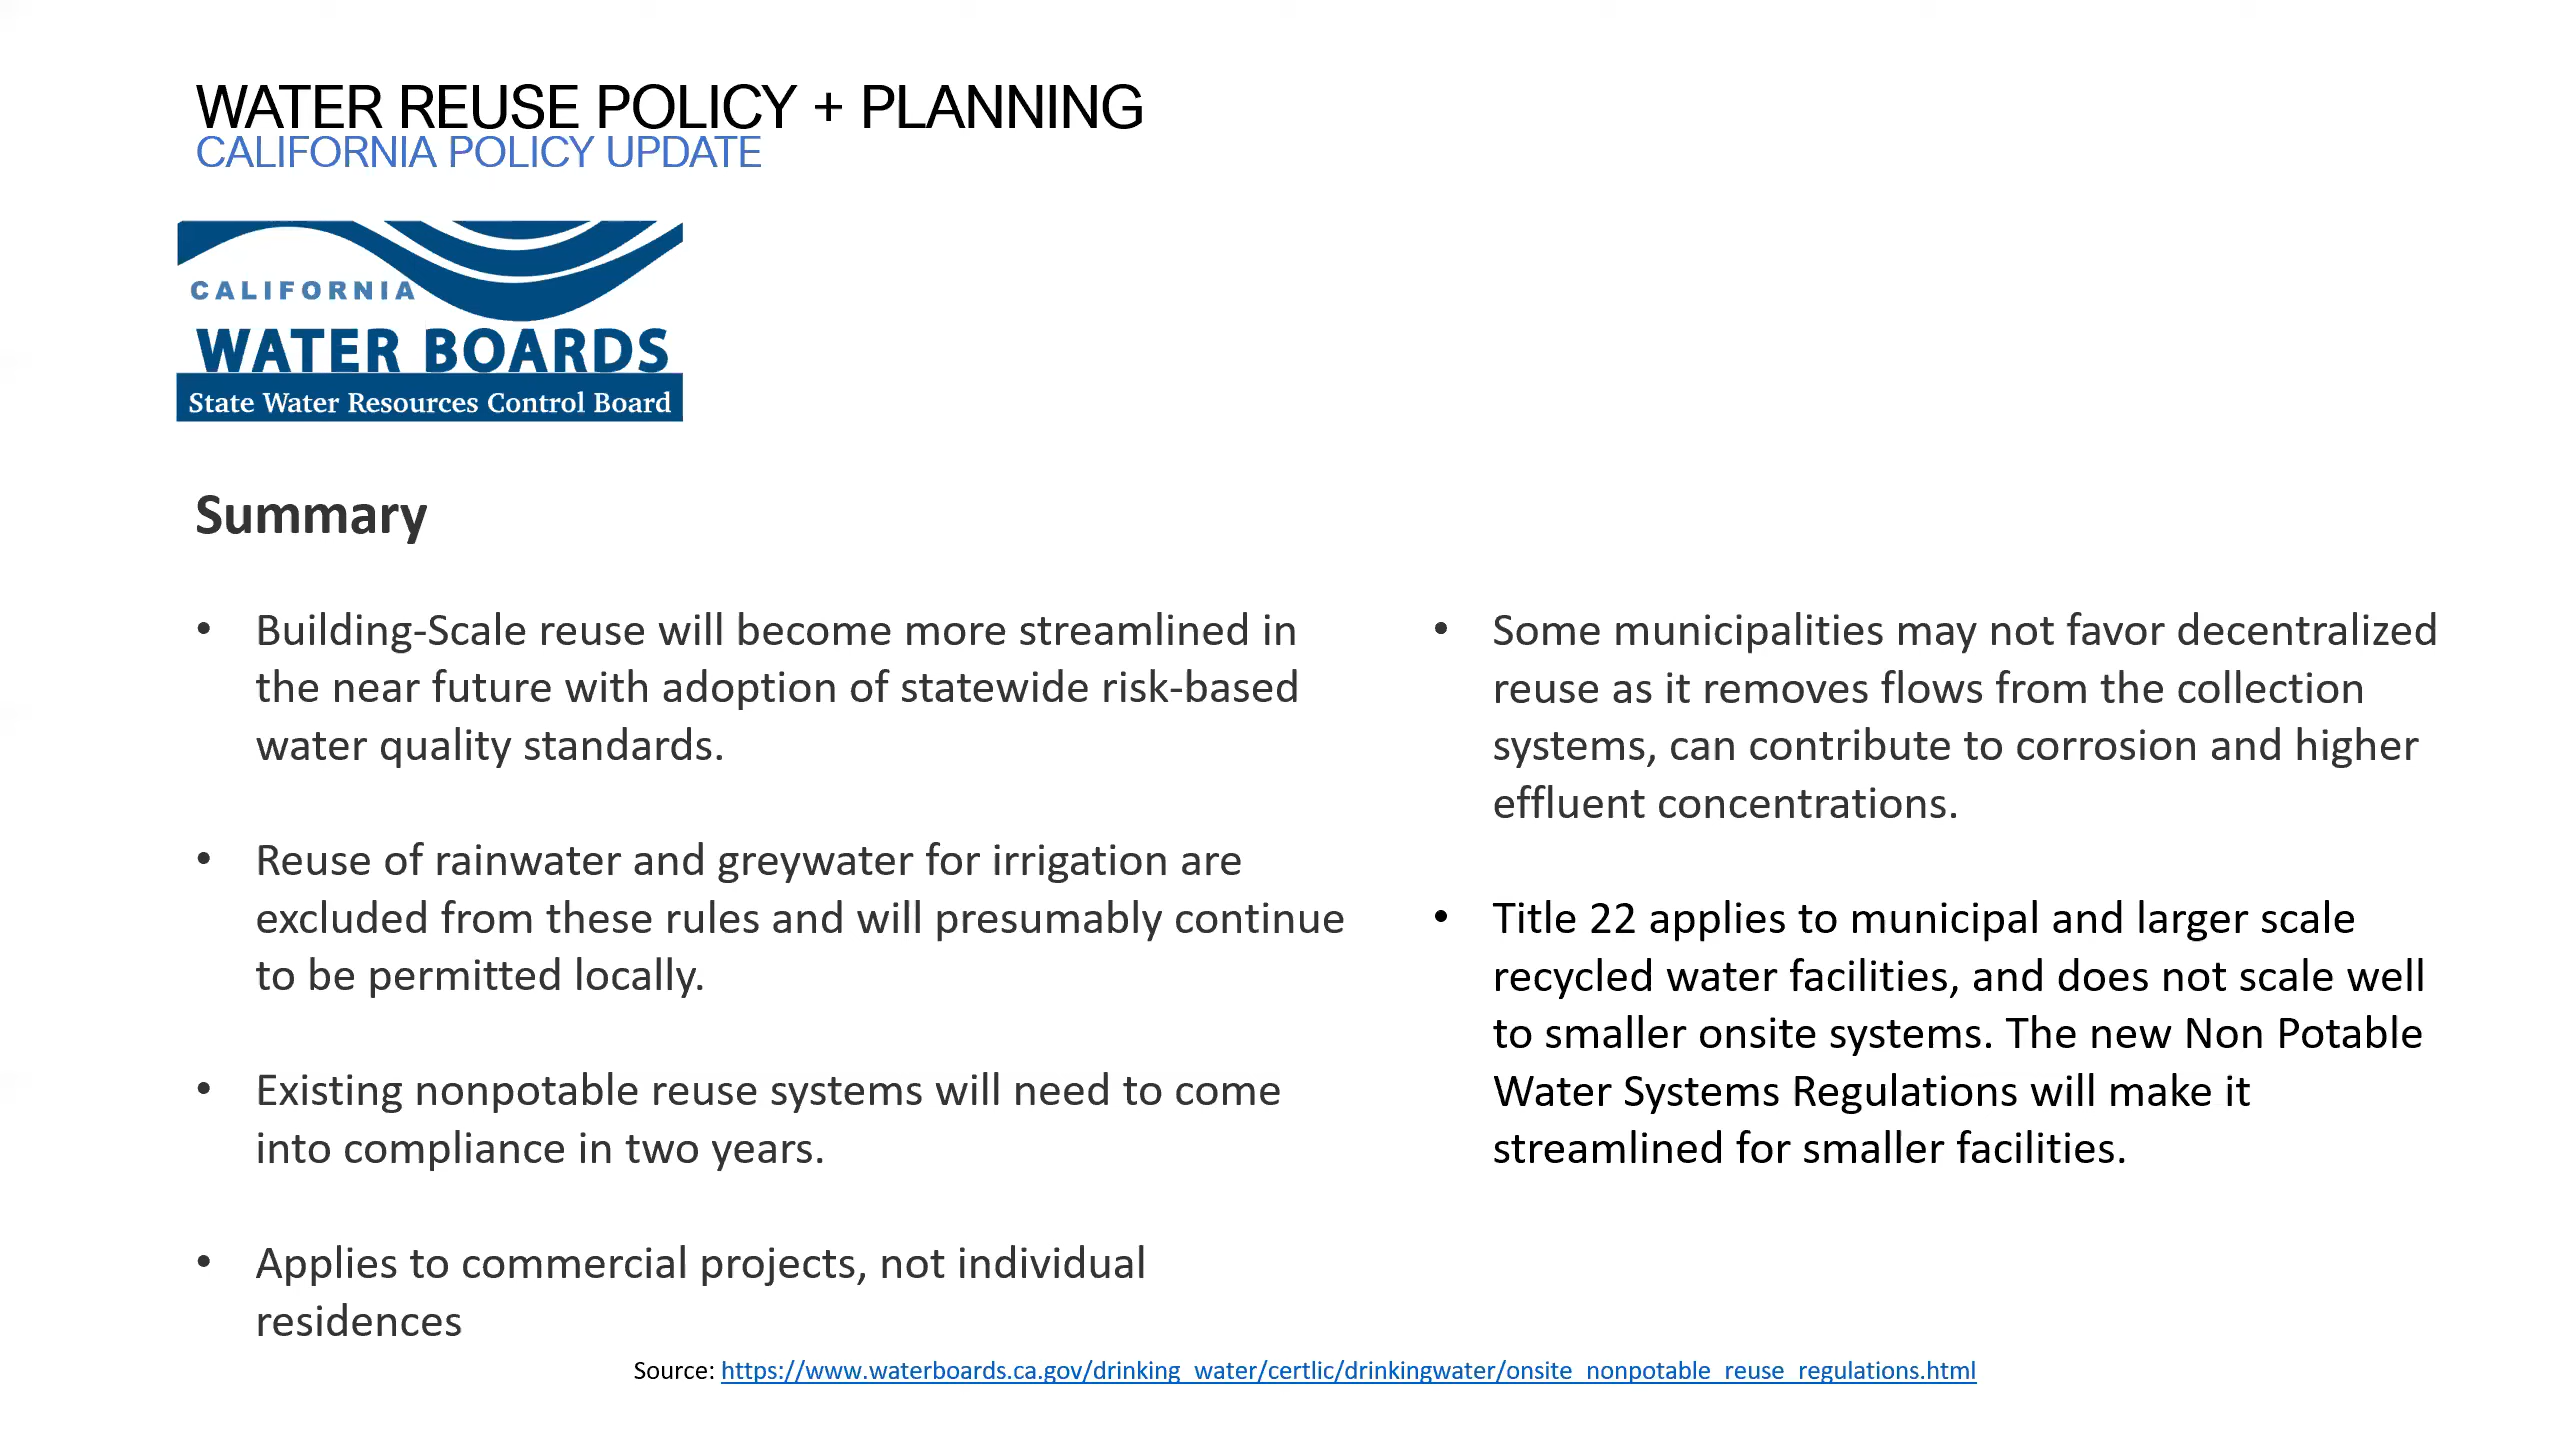 WATER REUSE POLICY + PLANNING
CALIFORNIA POLICY UPDATE
CALIFORNIA
WATER BOARDS
State Water Resources Control Board
Summary
• Building-Scale reuse will become more streamlined in
the near future with adoption of statewide risk-based
water quality standards.
• Reuse of rainwater and greywater for irrigation are
excluded from these rules and will presumably continue
to be permitted locally.
• Existing nonpotable reuse systems will need to come
into compliance in two years.
• Applies to commercial projects, not individual
residences
• Some municipalities may not favor decentralized
reuse as it removes flows from the collection
systems, can contribute to corrosion and higher
effluent concentrations.
• Title 22 applies to municipal and larger scale
recycled water facilities, and does not scale well
to smaller onsite systems. The new Non Potable
Water Systems Regulations will make it
streamlined for smaller facilities.
Source: https://www.waterboards.ca.gov/drinking_water/certlic/drinkingwater/onsite_nonpotable_reuse_regulations.html